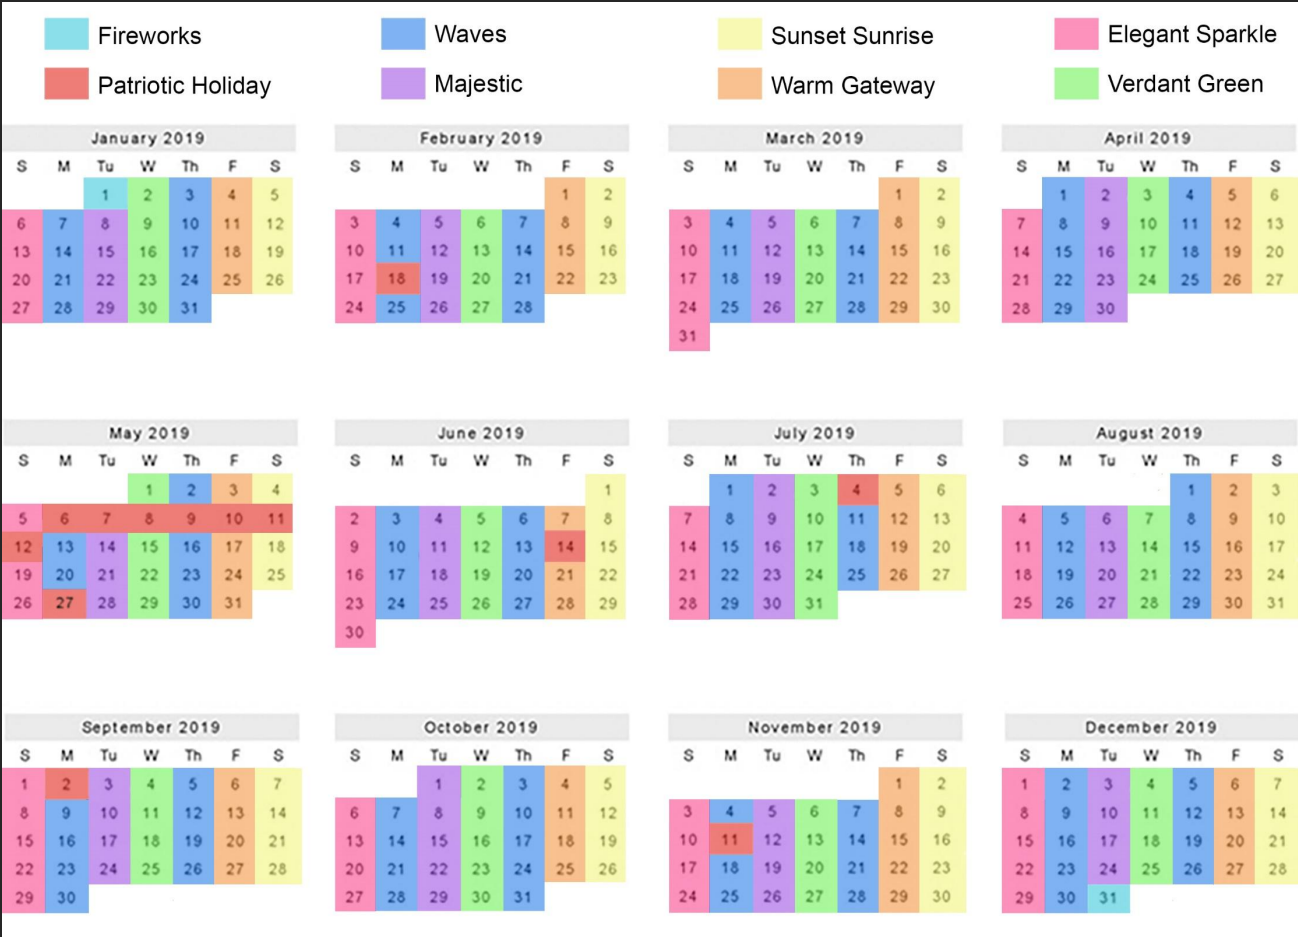 Fireworks Waves Sunset Sunrise Elegant Sparkle
Patriotic Holiday Majestic Warm Gateway Verdant Green
January 2019
S M Tu W Th F S
1 2 3 4 5
6 7 8 9 10 11 12
13 14 15 16 17 18 19
20 21 22 23 24 25 26
27 28 29 30 31
February 2019
S M Tu W Th F S
1 2
3 4 5 6 7 8 9
10 11 12 13 14 15 16
17 18 19 20 21 22 23
24 25 26 27 28
March 2019
S M Tu W Th F S
1 2
3 4 5 6 7 8 9
10 11 12 13 14 15 16
17 18 19 20 21 22 23
24 25 26 27 28 29 30
31
April 2019
S M Tu W Th F S
1 2 3 4 5 6
7 8 9 10 11 12 13
14 15 16 17 18 19 20
21 22 23 24 25 26 27
28 29 30
May 2019
S M Tu W Th F S
1 2 3 4
5 6 7 8 9 10 11
12 13 14 15 16 17 18
19 20 21 22 23 24 25
26 27 28 29 30 31
June 2019
S M Tu W Th F S
1
2 3 4 5 6 7 8
9 10 11 12 13 14 15
16 17 18 19 20 21 22
23 24 25 26 27 28 29
30
July 2019
S M Tu W Th F S
1 2 3 4 5 6
7 8 9 10 11 12 13
14 15 16 17 18 19 20
21 22 23 24 25 26 27
28 29 30 31
August 2019
S M Tu W Th F S
1 2 3
4 5 6 7 8 9 10
11 12 13 14 15 16 17
18 19 20 21 22 23 24
25 26 27 28 29 30 31
September 2019
S M Tu W Th F S
1 2 3 4 5 6 7
8 9 10 11 12 13 14
15 16 17 18 19 20 21
22 23 24 25 26 27 28
29 30
October 2019
S M Tu W Th F S
1 2 3 4 5
6 7 8 9 10 11 12
13 14 15 16 17 18 19
20 21 22 23 24 25 26
27 28 29 30 31
November 2019
S M Tu W Th F S
1 2
3 4 5 6 7 8 9
10 11 12 13 14 15 16
17 18 19 20 21 22 23
24 25 26 27 28 29 30
December 2019
S M Tu W Th F S
1 2 3 4 5 6 7
8 9 10 11 12 13 14
15 16 17 18 19 20 21
22 23 24 25 26 27 28
29 30 31